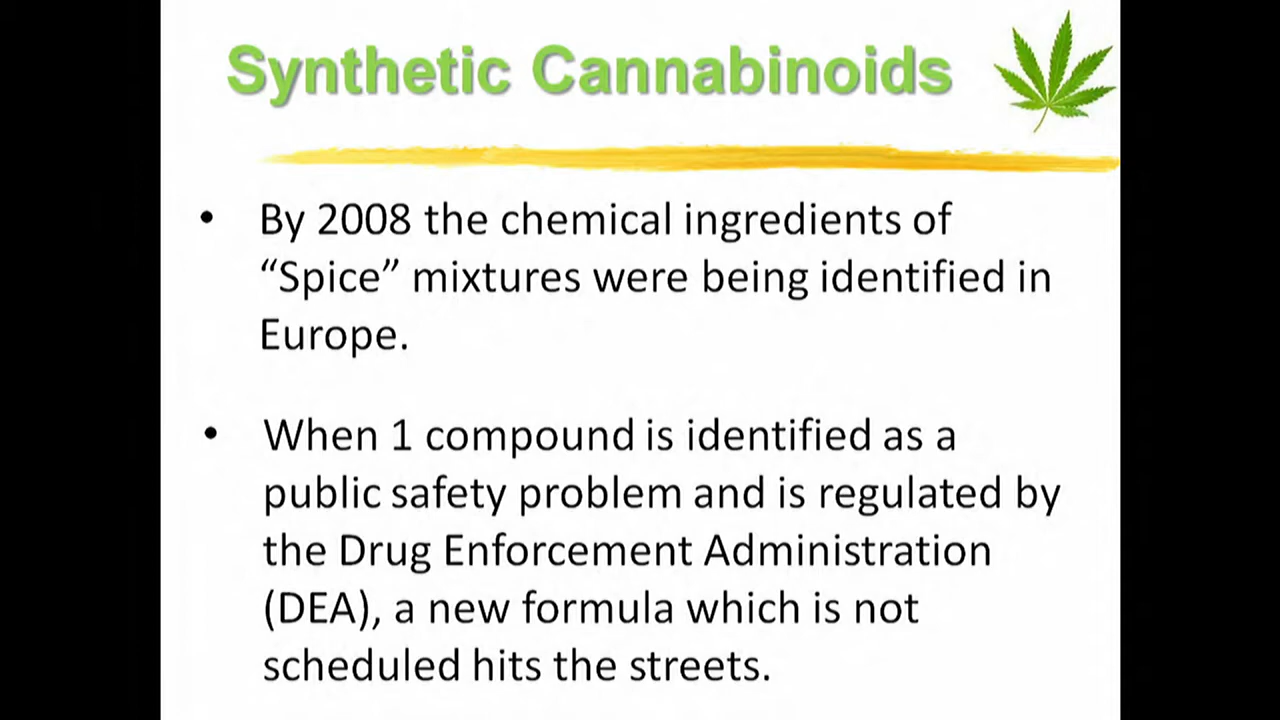 Synthetic Cannabinoids
• By 2008 the chemical ingredients of
“Spice” mixtures were being identified in
Europe.
• When 1 compound is identified as a
public safety problem and is regulated by
the Drug Enforcement Administration
(DEA), a new formula which is not
scheduled hits the streets.